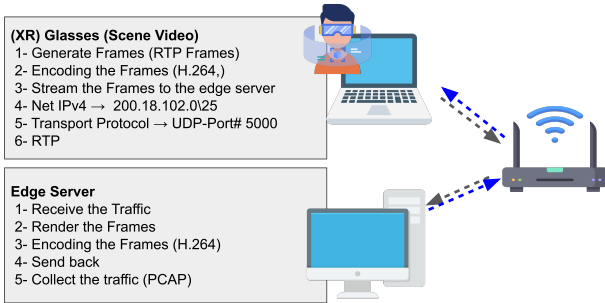 (XR) Glasses (Scene Video)
1- Generate Frames (RTP Frames)
2- Encoding the Frames (H.264,)
3- Stream the Frames to the edge server
4- Net IPv4 → 200.18.102.0\25
5- Transport Protocol → UDP-Port# 5000
6- RTP
Edge Server
1- Receive the Traffic
2- Render the Frames
3- Encoding the Frames (H.264)
4- Send back
5- Collect the traffic (PCAP)